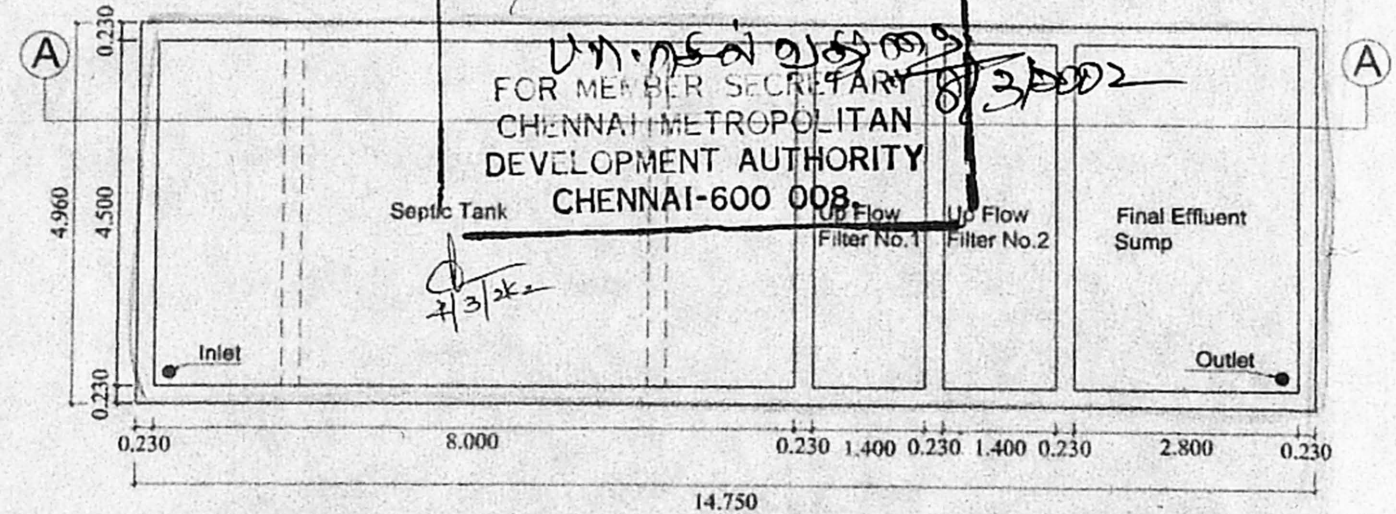 A
A
0.230
4.960
4.500
0.230
8/3/2002
FOR MEMBER SECRETARY
CHENNAI METROPOLITAN
DEVELOPMENT AUTHORITY
CHENNAI-600 008.
Septic Tank
Up Flow
Filter No.1
Up Flow
Filter No.2
Final Effluent
Sump
7/3/2k2
Inlet
Outlet
0.230 8.000 0.230 1.400 0.230 1.400 0.230 2.800 0.230
14.750